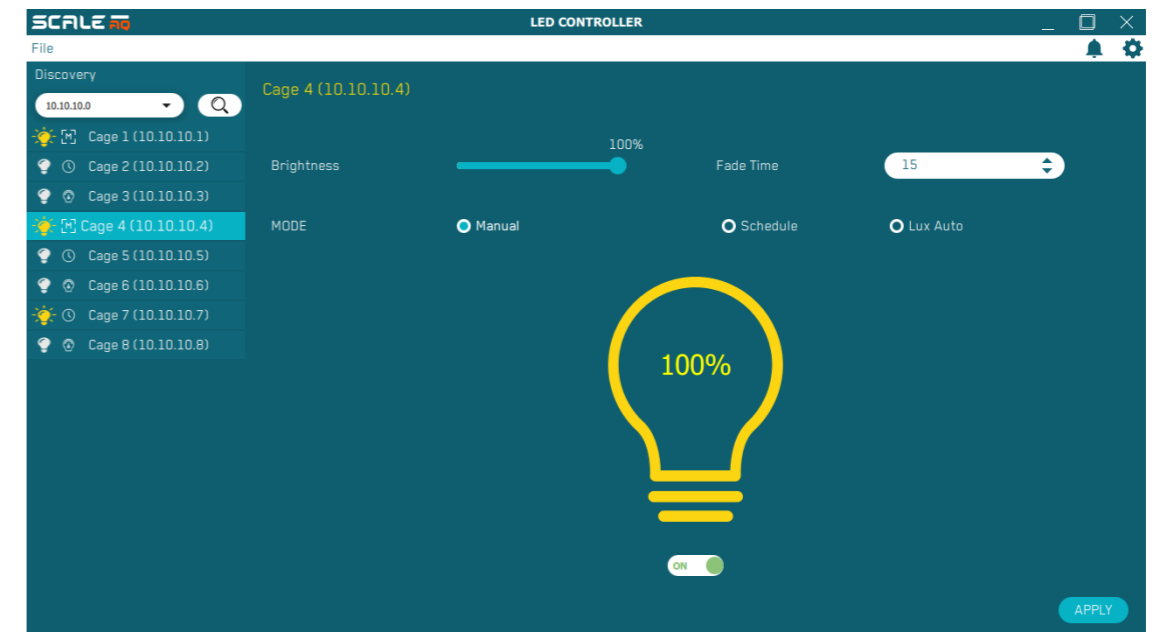 SCALE AQ
LED CONTROLLER
File
Discovery
10.10.10.0
Cage 1 (10.10.10.1)
Cage 2 (10.10.10.2)
Cage 3 (10.10.10.3)
Cage 4 (10.10.10.4)
Cage 5 (10.10.10.5)
Cage 6 (10.10.10.6)
Cage 7 (10.10.10.7)
Cage 8 (10.10.10.8)
Cage 4 (10.10.10.4)
100%
Brightness
Fade Time
15
MODE
Manual
Schedule
Lux Auto
100%
ON
APPLY